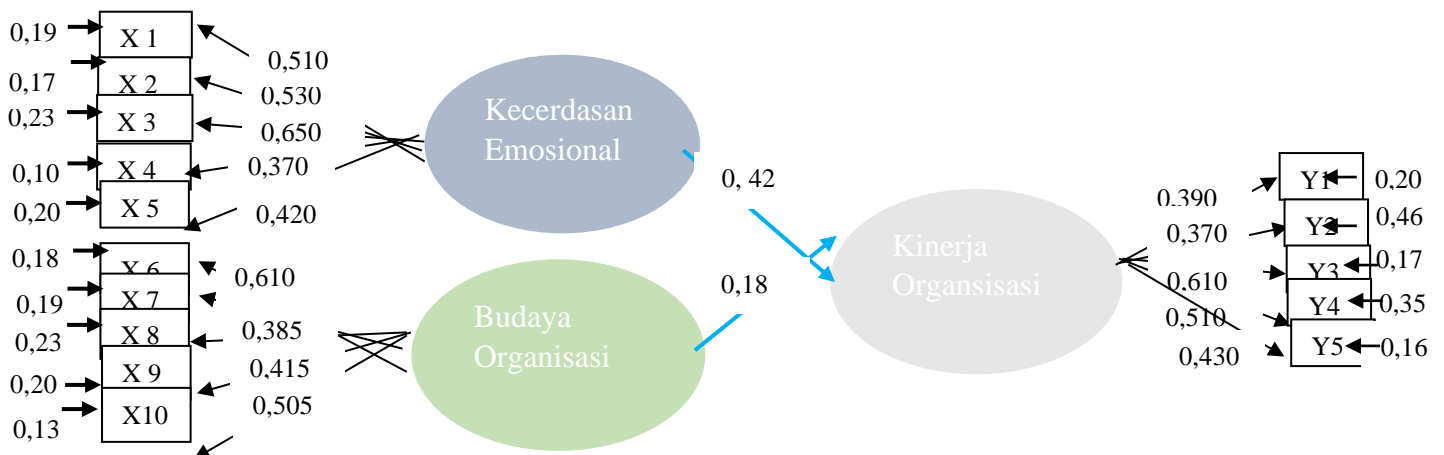 0,19
X 1
0,510
0,17
X 2
0,530
0,23
X 3
0,650
0,10
X 4
0,370
0,20
X 5
0,420
Kecerdasan
Emosional
0,18
X 6
0,610
0,19
X 7
0,385
0,23
X 8
0,415
0,20
X 9
0,505
0,13
X10
Budaya
Organisasi
0, 42
0,18
Kinerja
Organsisasi
0,390
Y1
0,20
0,370
Y2
0,46
0,610
Y3
0,17
0,510
Y4
0,35
0,430
Y5
0,16